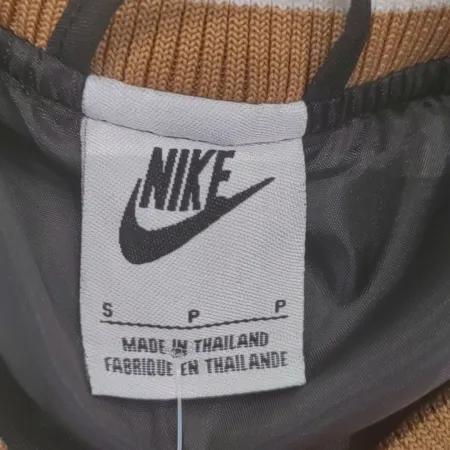 NIKE
S P P
MADE IN THAILAND
FABRIQUE EN THAILANDE